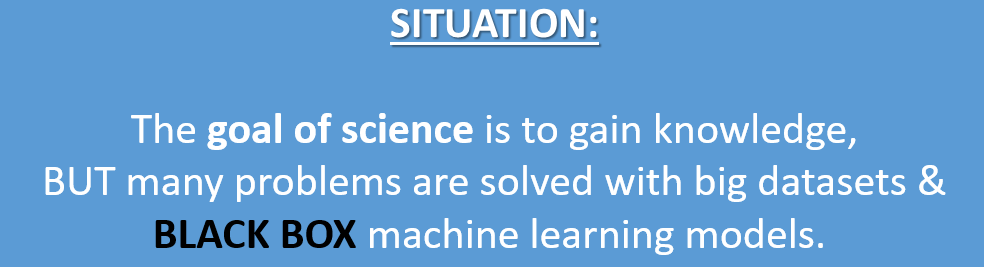 SITUATION:
The goal of science is to gain knowledge,
BUT many problems are solved with big datasets &
BLACK BOX machine learning models.